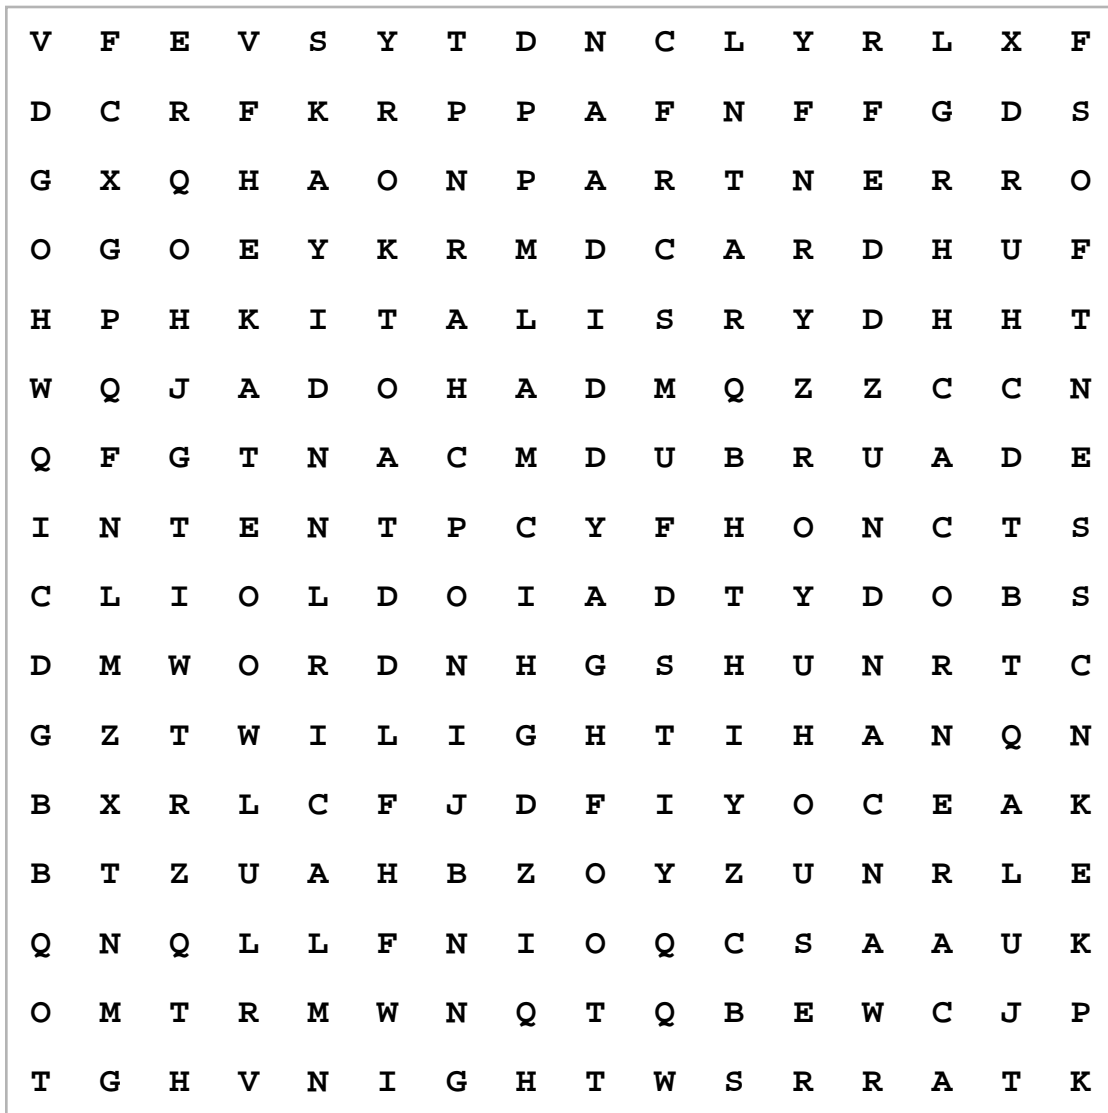 V F E V S Y T D N C L Y R L X F
D C R F K R P P A F N F F G D S
G X Q H A O N P A R T N E R R O
O G O E Y K R M D C A R D H U F
H P H K I T A L I S R Y D H H T
W Q J A D O H A D M Q Z Z C C N
Q F G T N A C M D U B R U A D E
I N T E N T P C Y F H O N C T S
C L I O L D O I A D T Y D O B S
D M W O R D N H G S H U N R T C
G Z T W I L I G H T I H A N Q N
B X R L C F J D F I Y O C E A K
B T Z U A H B Z O Y Z U N R L E
Q N Q L L F N I O Q C S A A U K
O M T R M W N Q T Q B E W C J P
T G H V N I G H T W S R R A T K